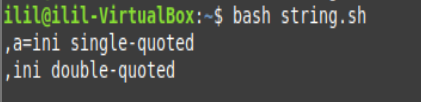 ilil@ilil-VirtualBox:~$ bash string.sh
,a=ini single-quoted
,ini double-quoted